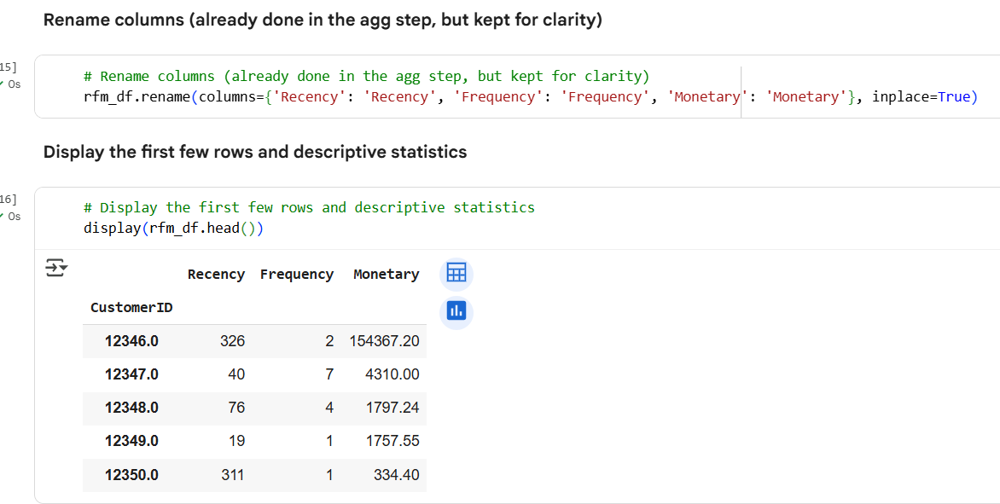 Rename columns (already done in the agg step, but kept for clarity)
15]
# Rename columns (already done in the agg step, but kept for clarity)
0s
rfm_df.rename(columns={'Recency': 'Recency', 'Frequency': 'Frequency', 'Monetary': 'Monetary'}, inplace=True)
Display the first few rows and descriptive statistics
16]
# Display the first few rows and descriptive statistics
0s
display(rfm_df.head())
Recency Frequency Monetary
CustomerID
12346.0 326 2 154367.20
12347.0 40 7 4310.00
12348.0 76 4 1797.24
12349.0 19 1 1757.55
12350.0 311 1 334.40